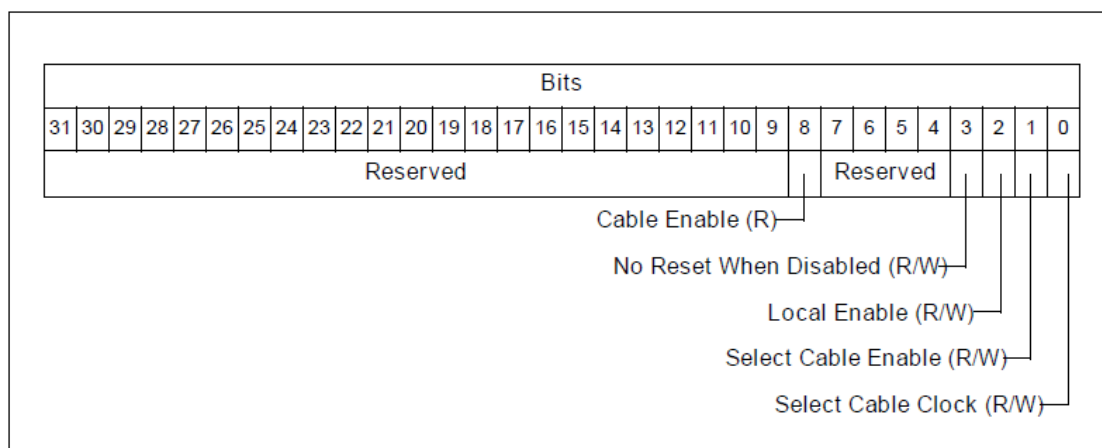 Bits
31 30 29 28 27 26 25 24 23 22 21 20 19 18 17 16 15 14 13 12 11 10 9 8 7 6 5 4 3 2 1 0
Reserved Reserved
Cable Enable (R)
No Reset When Disabled (R/W)
Local Enable (R/W)
Select Cable Enable (R/W)
Select Cable Clock (R/W)